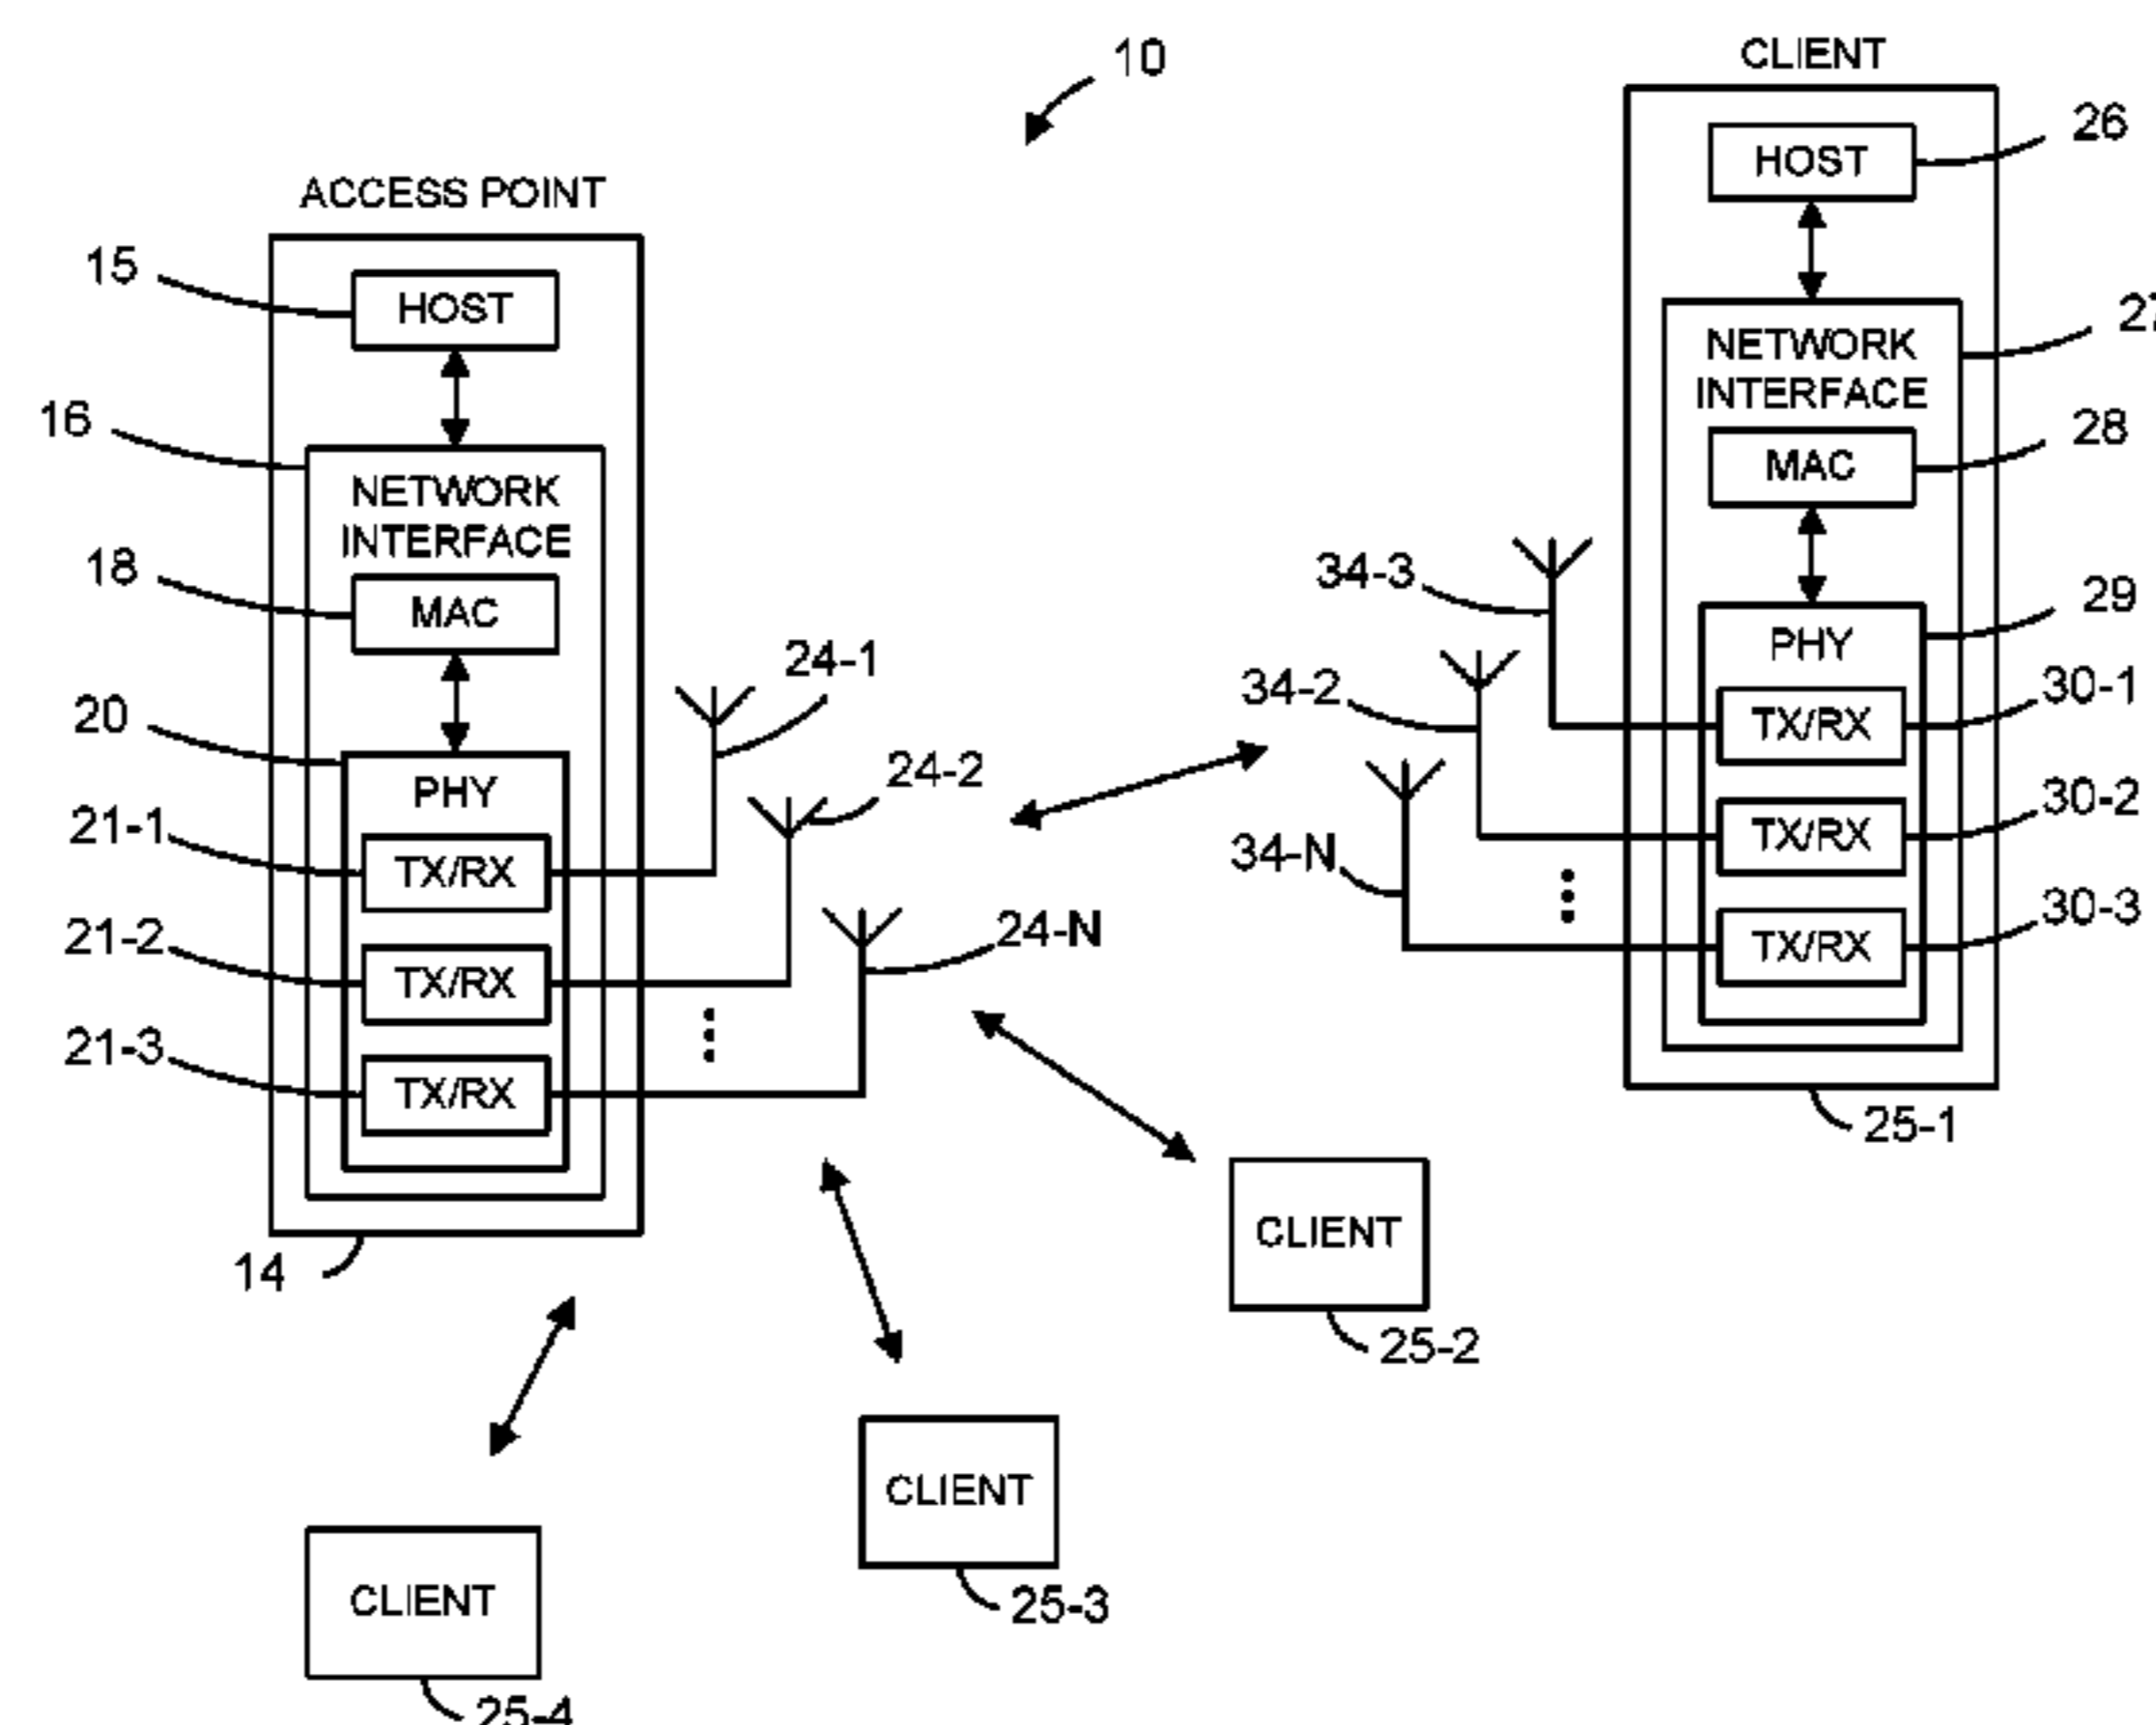 10
CLIENT
HOST
26
NETWORK
INTERFACE
MAC
28
PHY
29
TX/RX
30-1
TX/RX
30-2
TX/RX
30-3
25-1
34-3
34-2
34-N
ACCESS POINT
15
HOST
16
NETWORK
INTERFACE
18
MAC
20
PHY
21-1
TX/RX
21-2
TX/RX
21-3
TX/RX
14
24-1
24-2
24-N
CLIENT
25-2
CLIENT
25-3
CLIENT
25-4